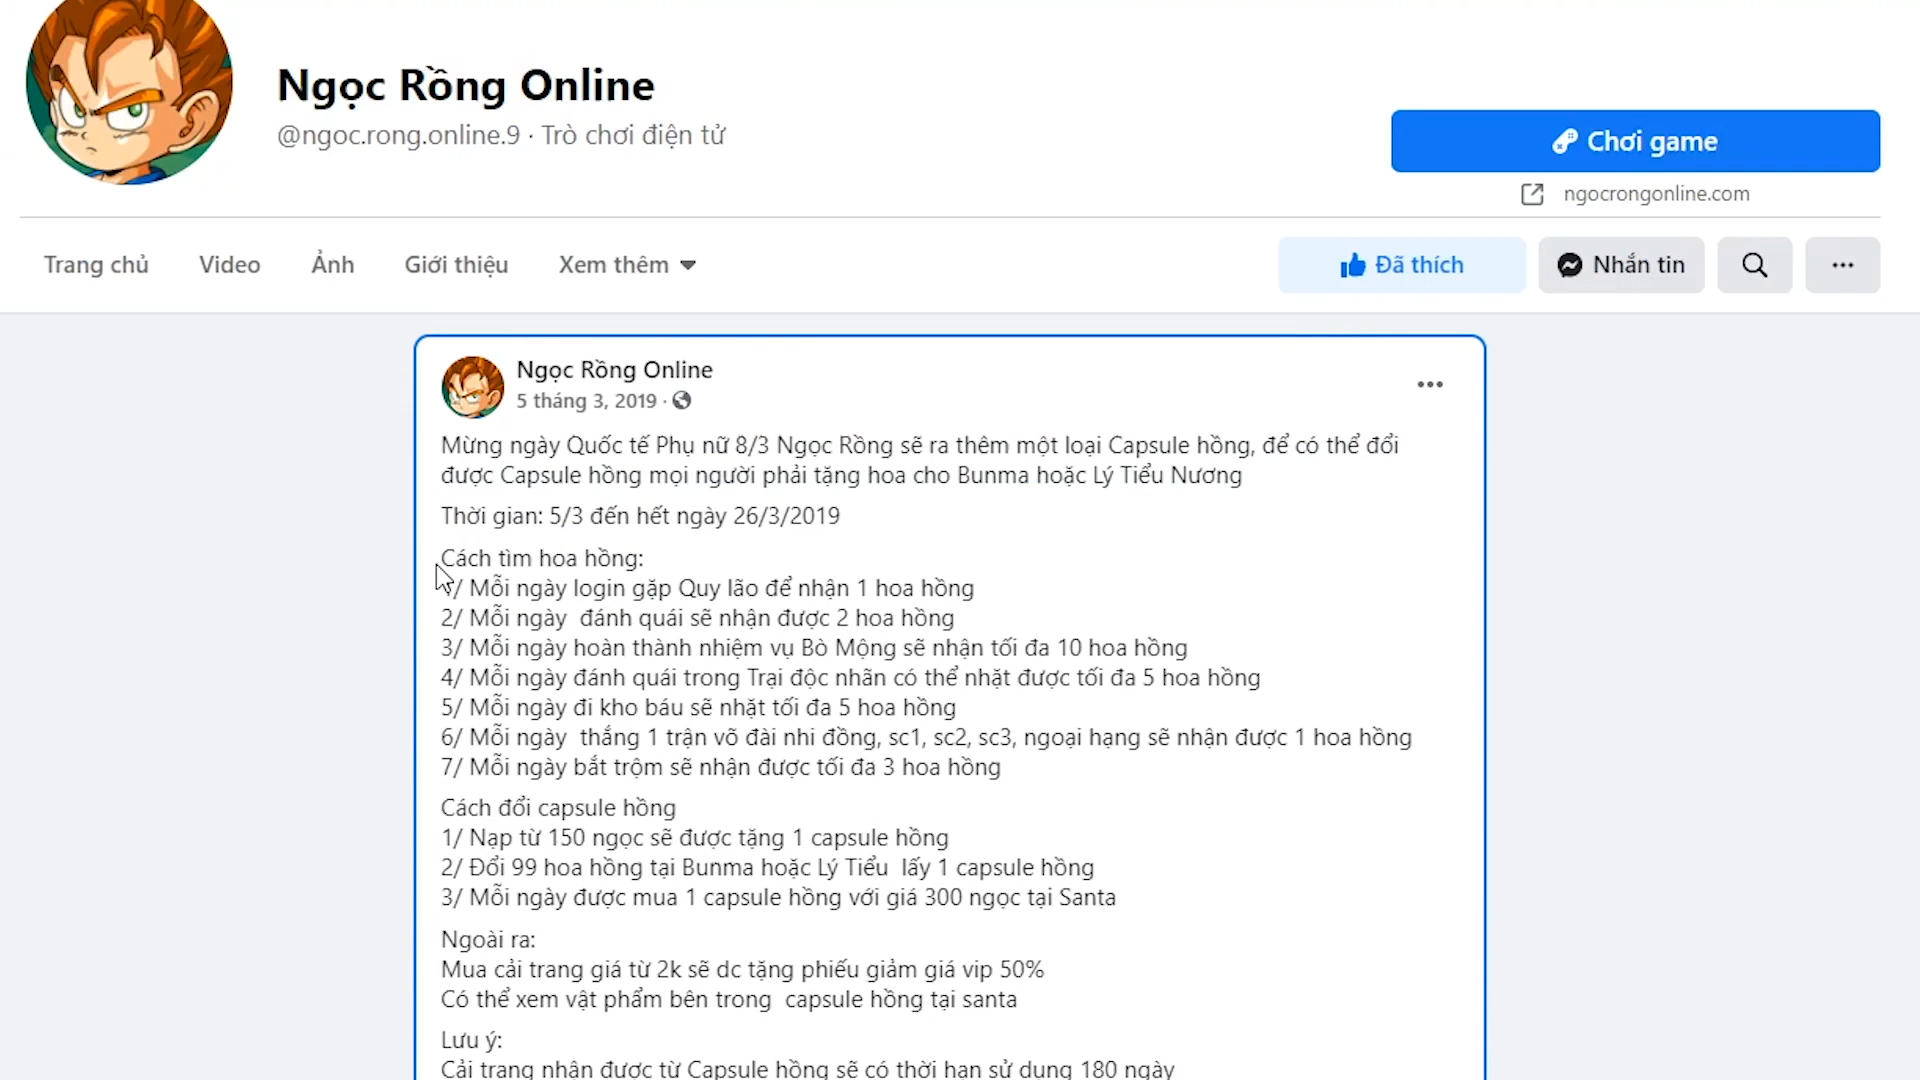 Ngọc Rồng Online
@ngoc.rong.online.9 · Trò chơi điện tử
Chơi game
ngocrongonline.com
Trang chủ Video Ảnh Giới thiệu Xem thêm Đã thích Nhắn tin
Ngọc Rồng Online
5 tháng 3, 2019 ·
Mừng ngày Quốc tế Phụ nữ 8/3 Ngọc Rồng sẽ ra thêm một loại Capsule hồng, để có thể đổi
được Capsule hồng mọi người phải tặng hoa cho Bunma hoặc Lý Tiểu Nương
Thời gian: 5/3 đến hết ngày 26/3/2019
Cách tìm hoa hồng:
1/ Mỗi ngày login gặp Quy lão để nhận 1 hoa hồng
2/ Mỗi ngày  đánh quái sẽ nhận được 2 hoa hồng
3/ Mỗi ngày hoàn thành nhiệm vụ Bò Mộng sẽ nhận tối đa 10 hoa hồng
4/ Mỗi ngày đánh quái trong Trại độc nhãn có thể nhặt được tối đa 5 hoa hồng
5/ Mỗi ngày đi kho báu sẽ nhặt tối đa 5 hoa hồng
6/ Mỗi ngày  thắng 1 trận võ đài nhi đồng, sc1, sc2, sc3, ngoại hạng sẽ nhận được 1 hoa hồng
7/ Mỗi ngày bắt trộm sẽ nhận được tối đa 3 hoa hồng
Cách đổi capsule hồng
1/ Nạp từ 150 ngọc sẽ được tặng 1 capsule hồng
2/ Đổi 99 hoa hồng tại Bunma hoặc Lý Tiểu  lấy 1 capsule hồng
3/ Mỗi ngày được mua 1 capsule hồng với giá 300 ngọc tại Santa
Ngoài ra:
Mua cải trang giá từ 2k sẽ dc tặng phiếu giảm giá vip 50%
Có thể xem vật phẩm bên trong  capsule hồng tại santa
Lưu ý:
Cải trang nhận được từ Capsule hồng sẽ có thời hạn sử dụng 180 ngày